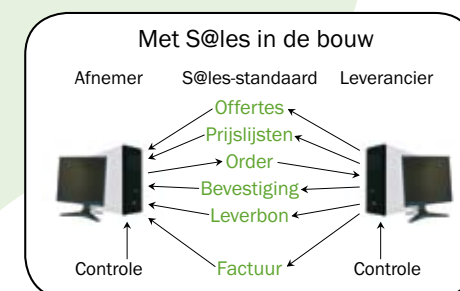 Met S@les in de bouw
Afnemer S@les-standaard Leverancier
Offertes
Prijslijsten
Order
Bevestiging
Leverbon
Controle Factuur Controle